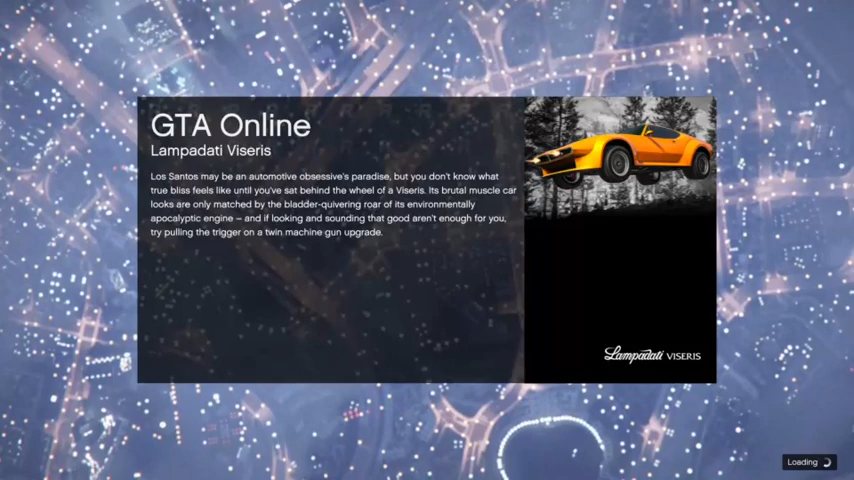 GTA Online
Lampadati Viseris
Los Santos may be an automotive obsessive's paradise, but you don't know what
true bliss feels like until you've sat behind the wheel of a Viseris. Its brutal muscle car
looks are only matched by the bladder-quivering roar of its environmentally
apocalyptic engine – and if looking and sounding that good aren't enough for you,
try pulling the trigger on a twin machine gun upgrade.
Lampadati VISERIS
Loading